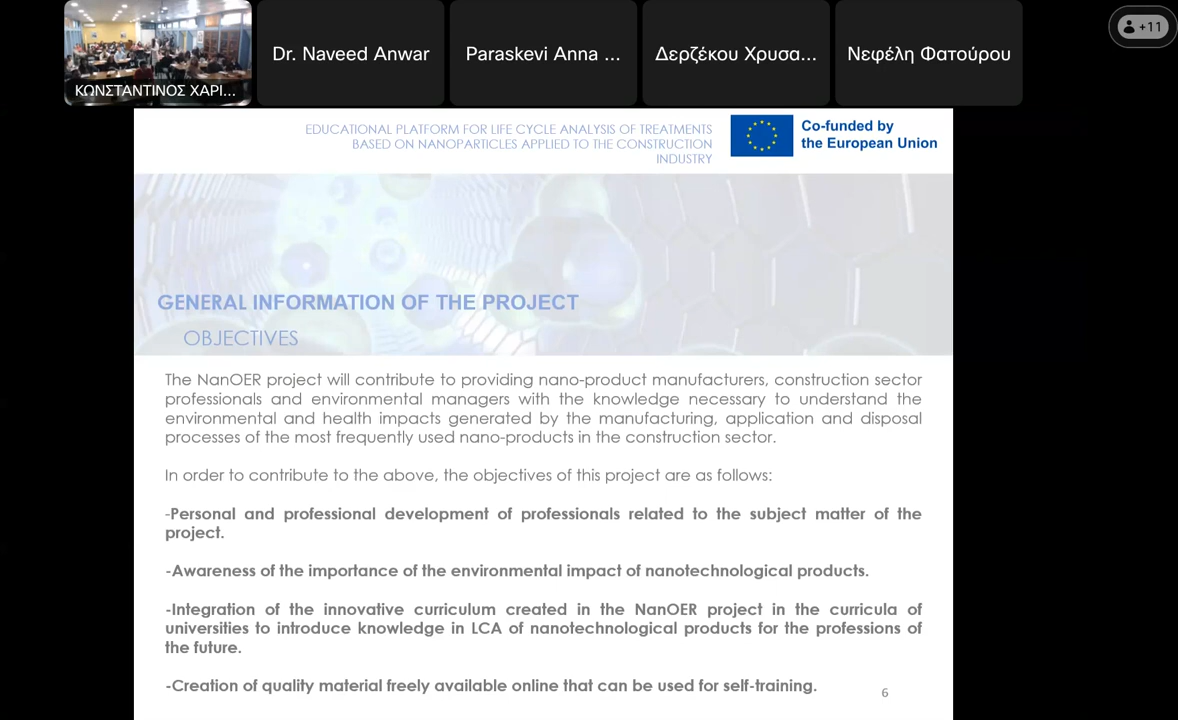 ΚΩΝΣΤΑΝΤΙΝΟΣ ΧΑΡΙ...
Dr. Naveed Anwar
Paraskevi Anna ...
Δερζέκου Χρυσα...
Νεφέλη Φατούρου
+11
EDUCATIONAL PLATFORM FOR LIFE CYCLE ANALYSIS OF TREATMENTS
BASED ON NANOPARTICLES APPLIED TO THE CONSTRUCTION
INDUSTRY
Co-funded by
the European Union
GENERAL INFORMATION OF THE PROJECT
OBJECTIVES
The NanOER project will contribute to providing nano-product manufacturers, construction sector
professionals and environmental managers with the knowledge necessary to understand the
environmental and health impacts generated by the manufacturing, application and disposal
processes of the most frequently used nano-products in the construction sector.
In order to contribute to the above, the objectives of this project are as follows:
-Personal and professional development of professionals related to the subject matter of the
project.
-Awareness of the importance of the environmental impact of nanotechnological products.
-Integration of the innovative curriculum created in the NanOER project in the curricula of
universities to introduce knowledge in LCA of nanotechnological products for the professions of
the future.
-Creation of quality material freely available online that can be used for self-training.
6